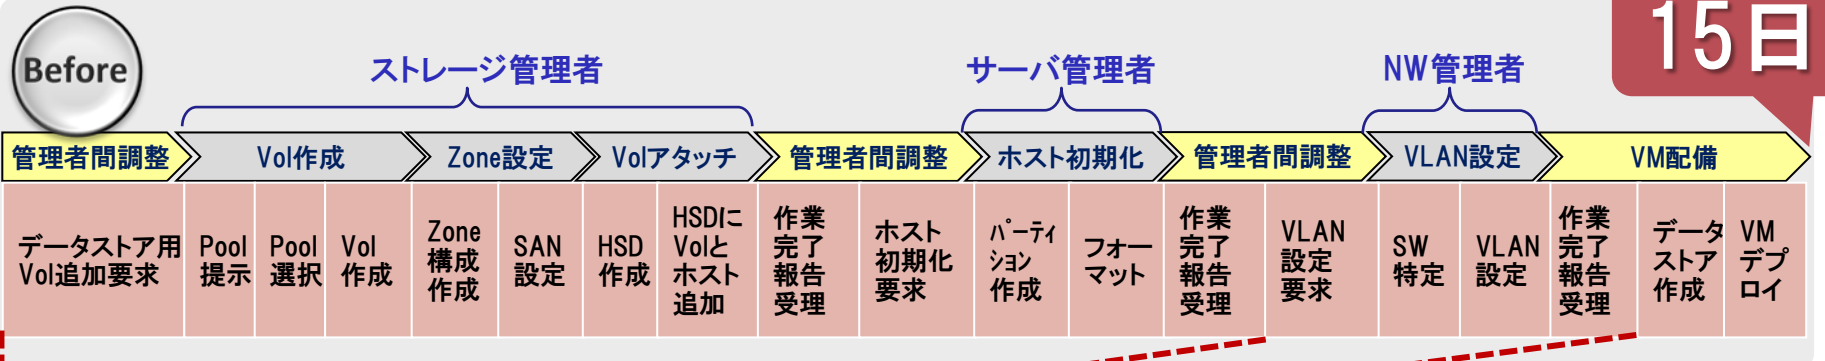 Before
15日
ストレージ管理者
サーバ管理者
NW管理者
管理者間調整
Vol作成
Zone設定
Volアタッチ
管理者間調整
ホスト初期化
管理者間調整
VLAN設定
VM配備
データストア用
Vol追加要求
Pool
提示
Pool
選択
Vol
作成
Zone
構成
作成
SAN
設定
HSD
作成
HSDに
Volと
ホスト
追加
作業
完了
報告
受理
ホスト
初期化
要求
パーティ
ション
作成
フォー
マット
作業
完了
報告
受理
VLAN
設定
要求
SW
特定
VLAN
設定
作業
完了
報告
受理
データ
ストア
作成
VM
デプ
ロイ